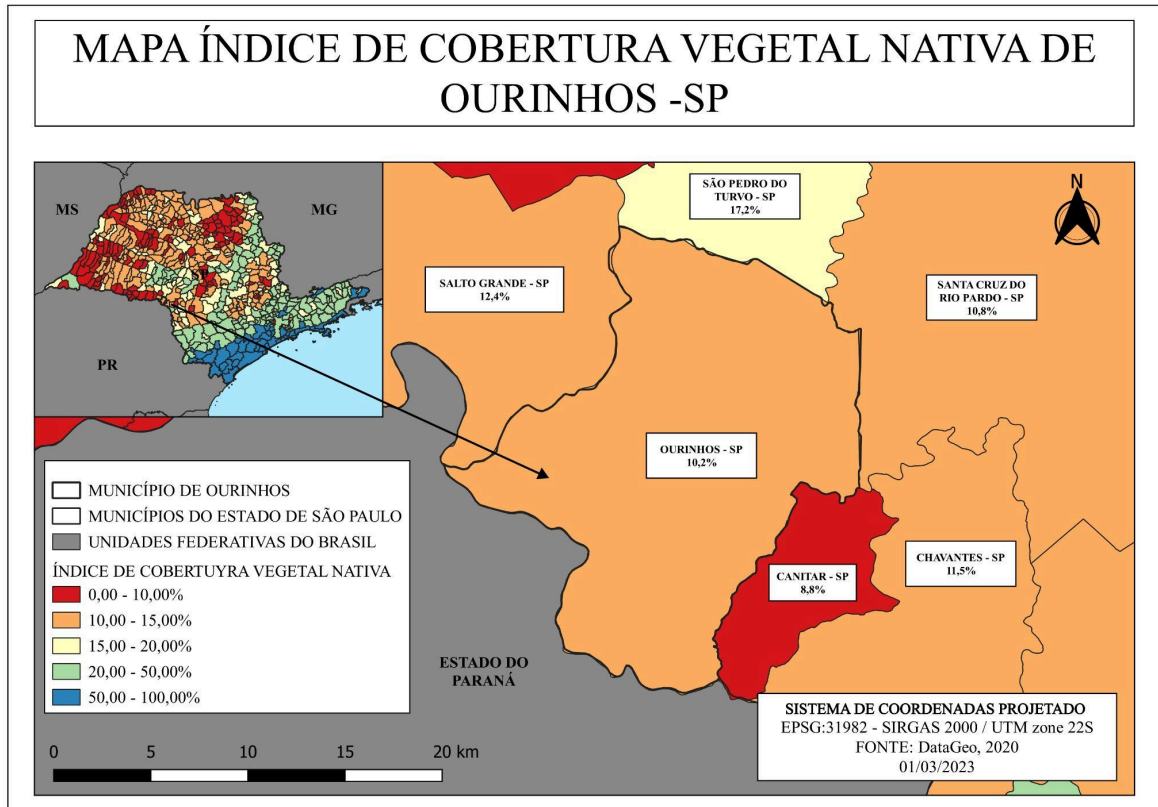 MAPA ÍNDICE DE COBERTURA VEGETAL NATIVA DE
OURINHOS -SP
MS
MG
SP
PR
SÃO PEDRO DO
TURVO - SP
17,2%
N
SALTO GRANDE - SP
12,4%
SANTA CRUZ DO
RIO PARDO - SP
10,8%
OURINHOS - SP
10,2%
CHAVANTES - SP
11,5%
CANITAR - SP
8,8%
ESTADO DO
PARANÁ
MUNICÍPIO DE OURINHOS
MUNICÍPIOS DO ESTADO DE SÃO PAULO
UNIDADES FEDERATIVAS DO BRASIL
ÍNDICE DE COBERTUYRA VEGETAL NATIVA
0,00 - 10,00%
10,00 - 15,00%
15,00 - 20,00%
20,00 - 50,00%
50,00 - 100,00%
0 5 10 15 20 km
SISTEMA DE COORDENADAS PROJETADO
EPSG:31982 - SIRGAS 2000 / UTM zone 22S
FONTE: DataGeo, 2020
01/03/2023